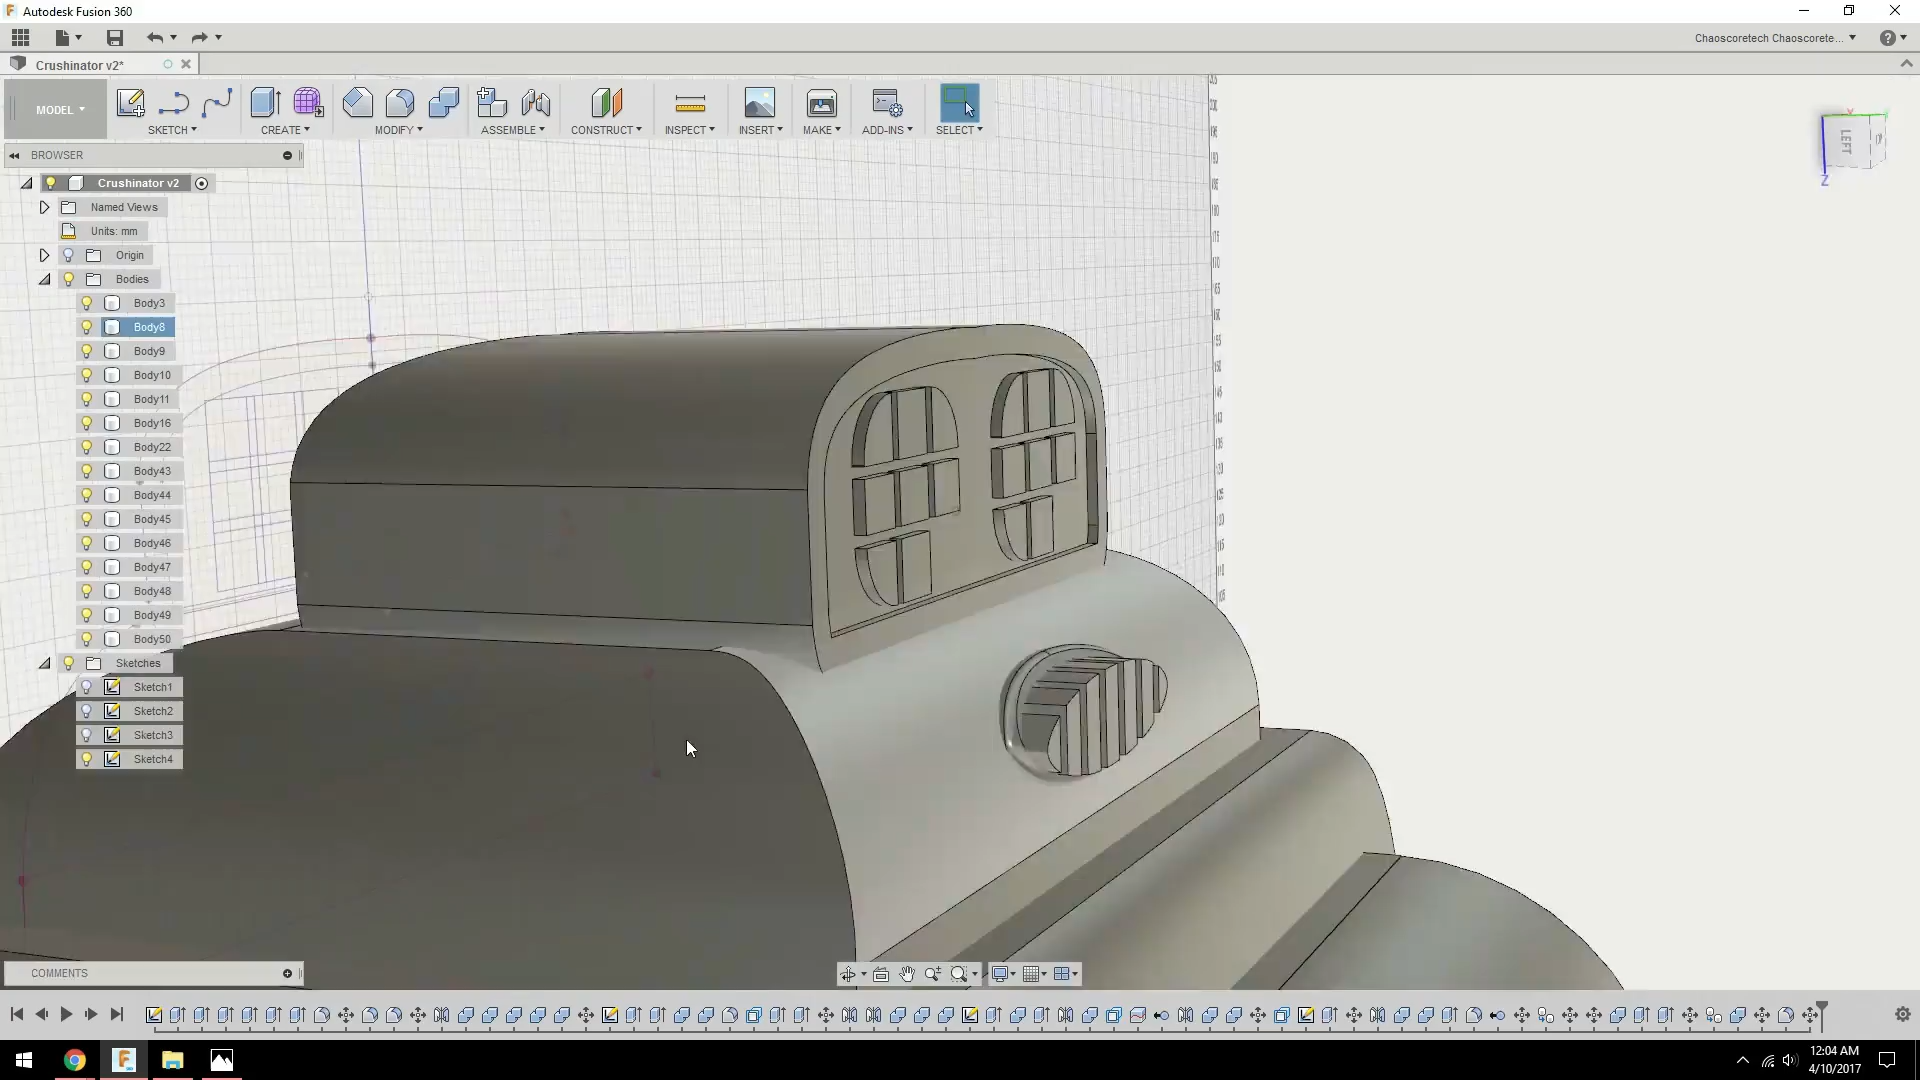 Autodesk Fusion 360
Chaoscoretech Chaoscorete...
Crushinator v2*
MODEL
SKETCH
CREATE
MODIFY
ASSEMBLE
CONSTRUCT
INSPECT
INSERT
MAKE
ADD-INS
SELECT
BROWSER
Crushinator v2
Named Views
Units: mm
Origin
Bodies
Body3
Body8
Body9
Body10
Body11
Body16
Body22
Body43
Body44
Body45
Body46
Body47
Body48
Body49
Body50
Sketches
Sketch1
Sketch2
Sketch3
Sketch4
LEFT
Z
COMMENTS
12:04 AM
4/10/2017